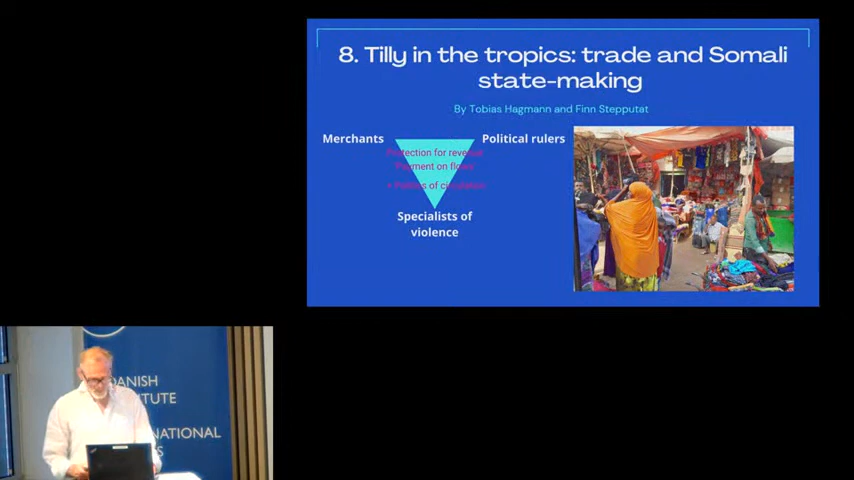 8. Tilly in the tropics: trade and Somali
state-making
By Tobias Hagmann and Finn Stepputat
Merchants
Political rulers
Protection for revenue
Payment on flows
+ Politics of circulation
Specialists of
violence
DANISH
INSTITUTE
INTERNATIONAL